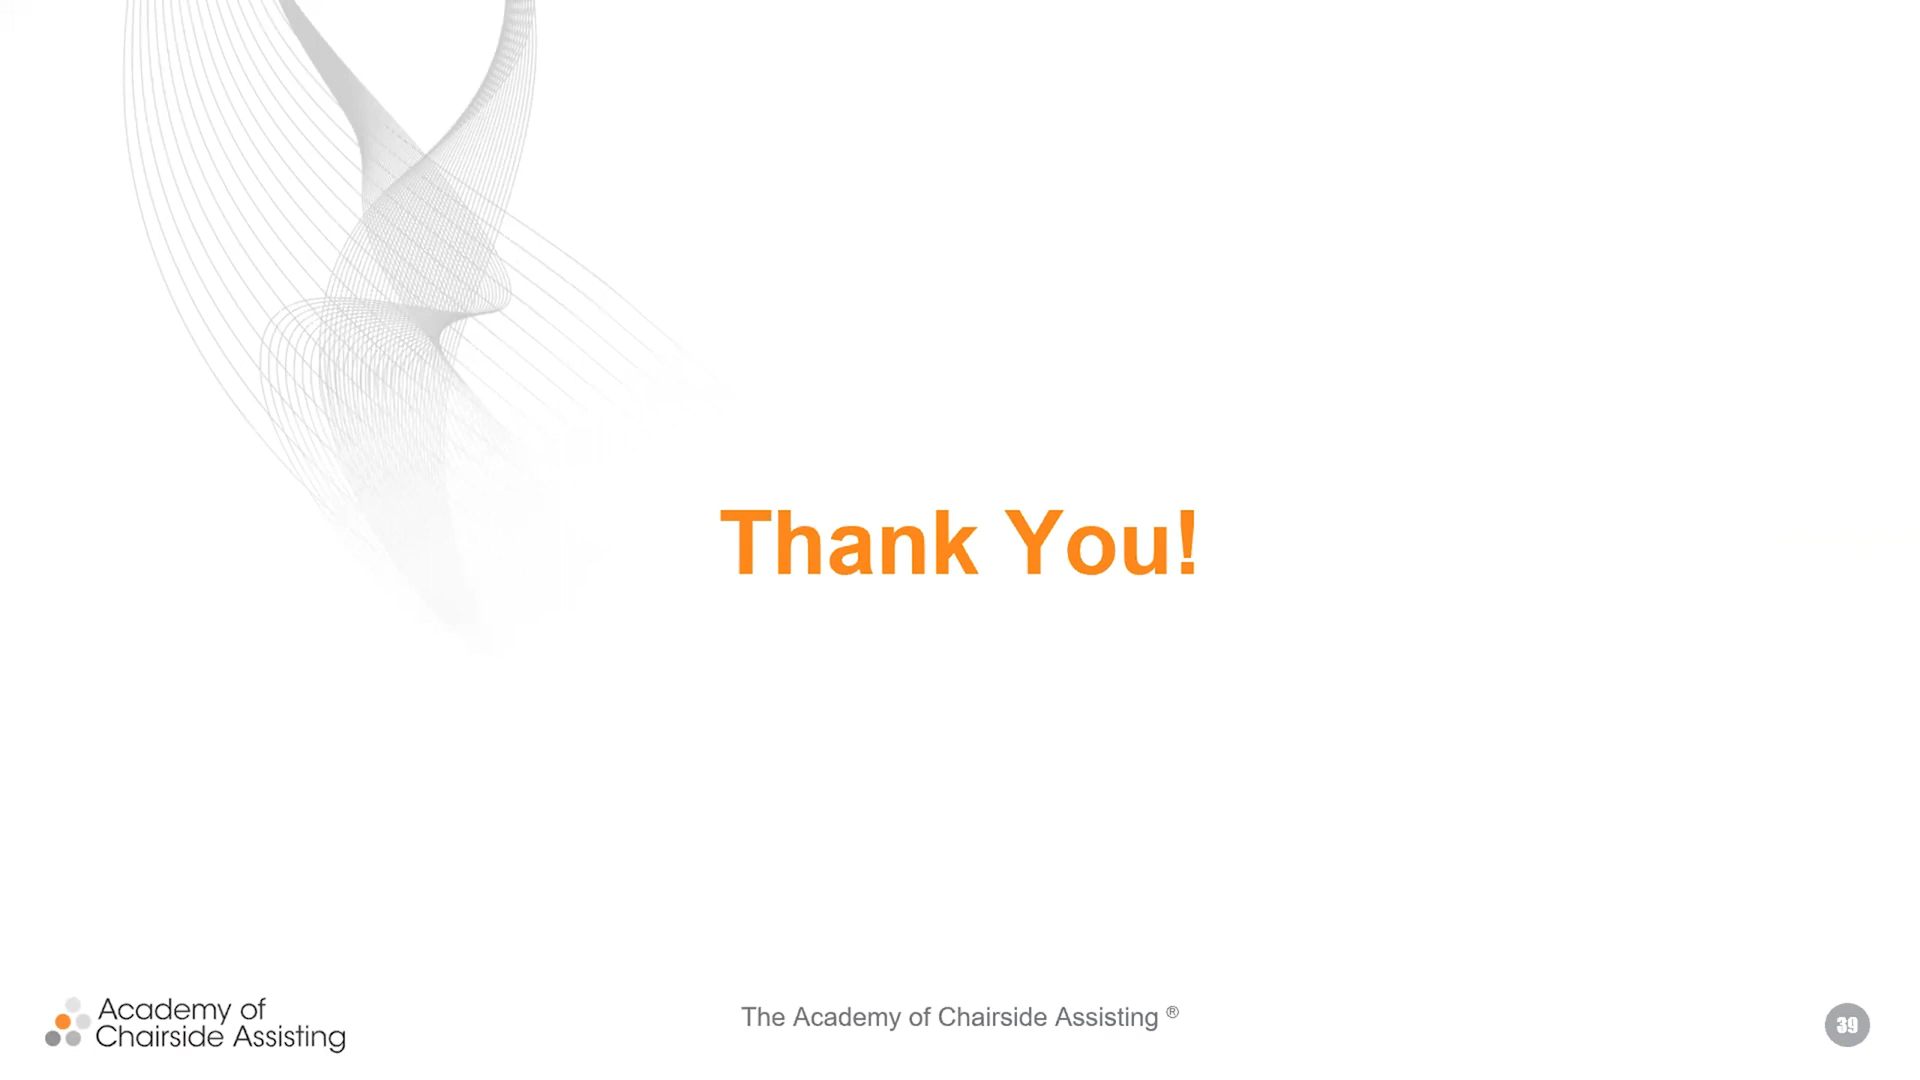 Thank You!
Academy of
Chairside Assisting
The Academy of Chairside Assisting ®
39